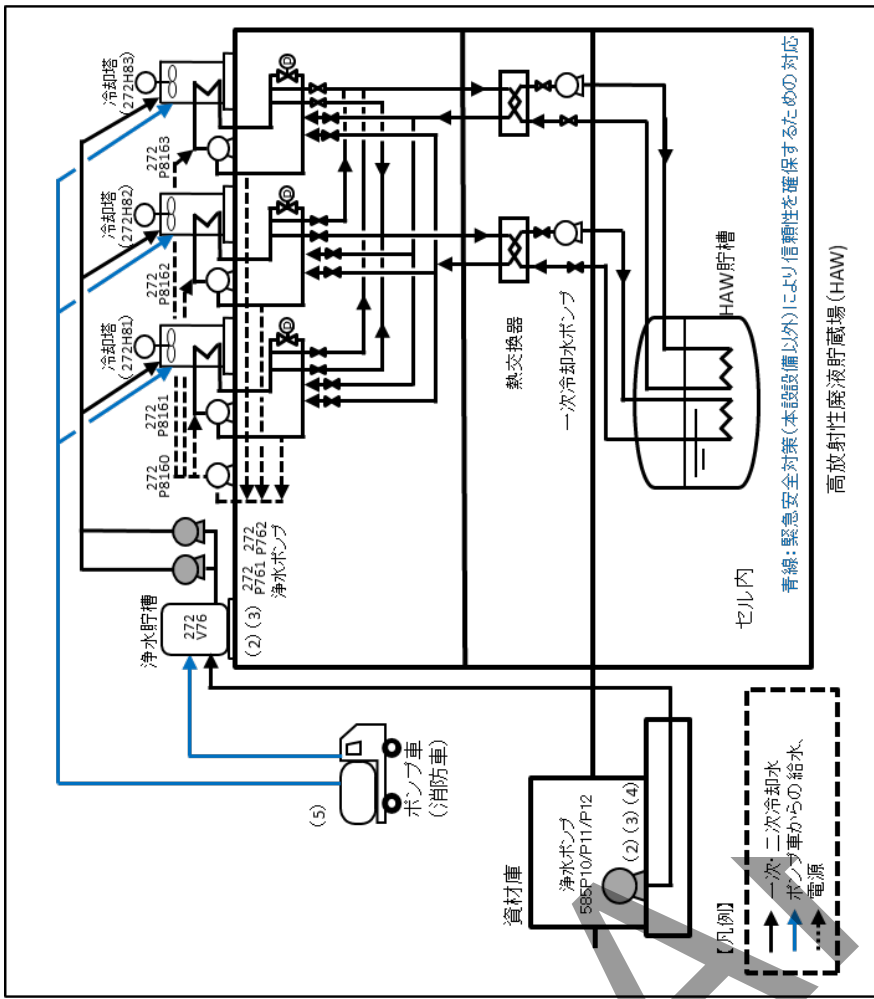 冷却塔
(272H81)
冷却塔
(272H82)
冷却塔
(272H83)
272
P8160
272
P8161
272
P8162
272
P8163
P
P
P
浄水貯槽
272
V76
(2)(3)
272
P761
272
P762
浄水ポンプ
(5)
ポンプ車
(消防車)
熱交換器
一次冷却水ポンプ
資材庫
浄水ポンプ
585P10/P11/P12
(2)(3)(4)
セル内
HAW貯槽
青線:緊急安全対策(本設設備以外)により信頼性を確保するための対応
高放射性廃液貯蔵場(HAW)
【凡例】
一次・二次冷却水
ポンプ車からの給水、
電源